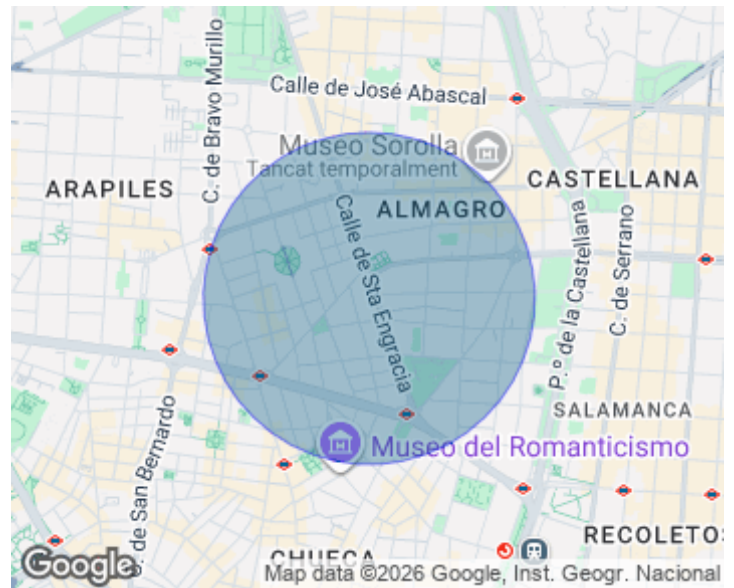 Calle de José Abascal
C. de Bravo Murillo
Museo Sorolla
Tancat temporalment
ARAPILES
CASTELLANA
ALMAGRO
Calle de Sta Engracia
P.º de la Castellana
C. de Serrano
SALAMANCA
Museo del Romanticismo
C. de San Bernardo
RECOLETO
CHUECA
Google
Map data ©2026 Google, Inst. Geogr. Nacional